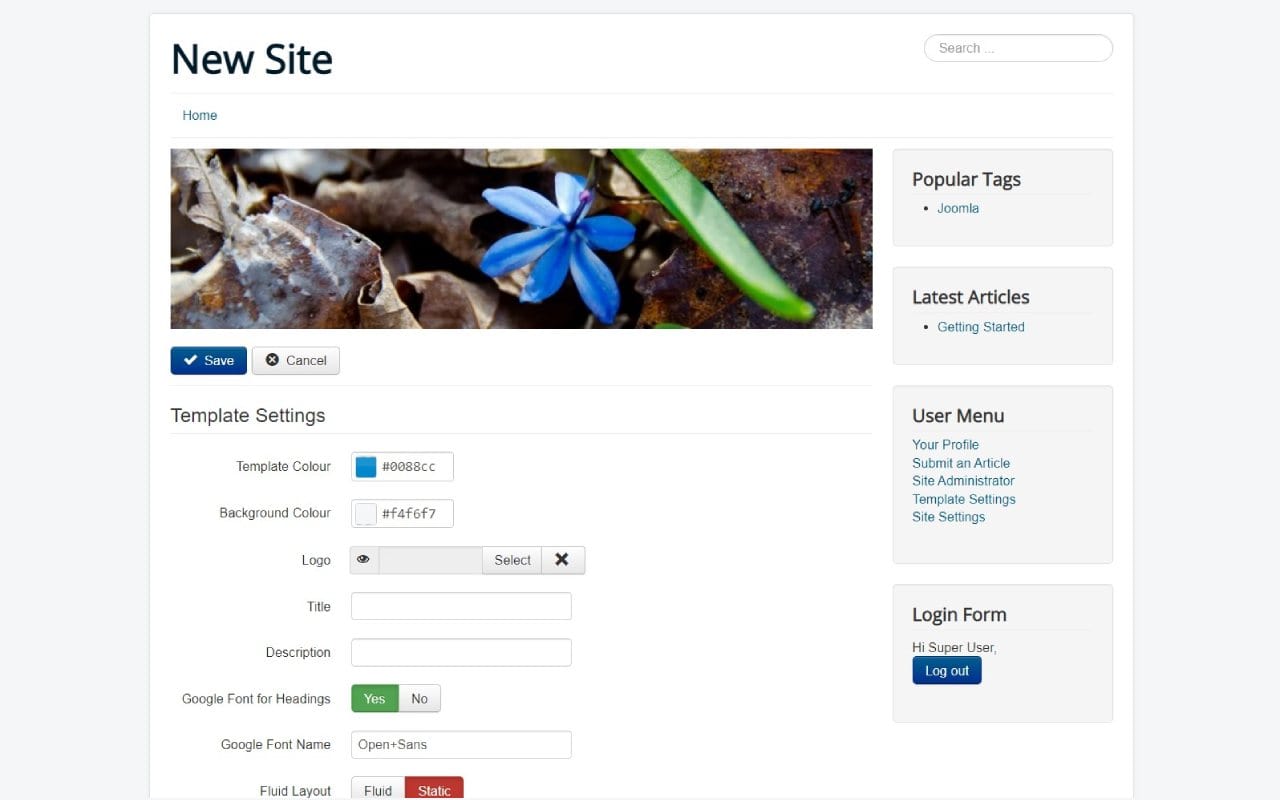 New Site
Search ...
Home
Save
Cancel
Template Settings
Template Colour
#0088cc
Background Colour
#f4f6f7
Logo
Select
Title
Description
Google Font for Headings
Yes
No
Google Font Name
Open+Sans
Fluid Layout
Fluid
Static
Popular Tags
Joomla
Latest Articles
Getting Started
User Menu
Your Profile
Submit an Article
Site Administrator
Template Settings
Site Settings
Login Form
Hi Super User,
Log out